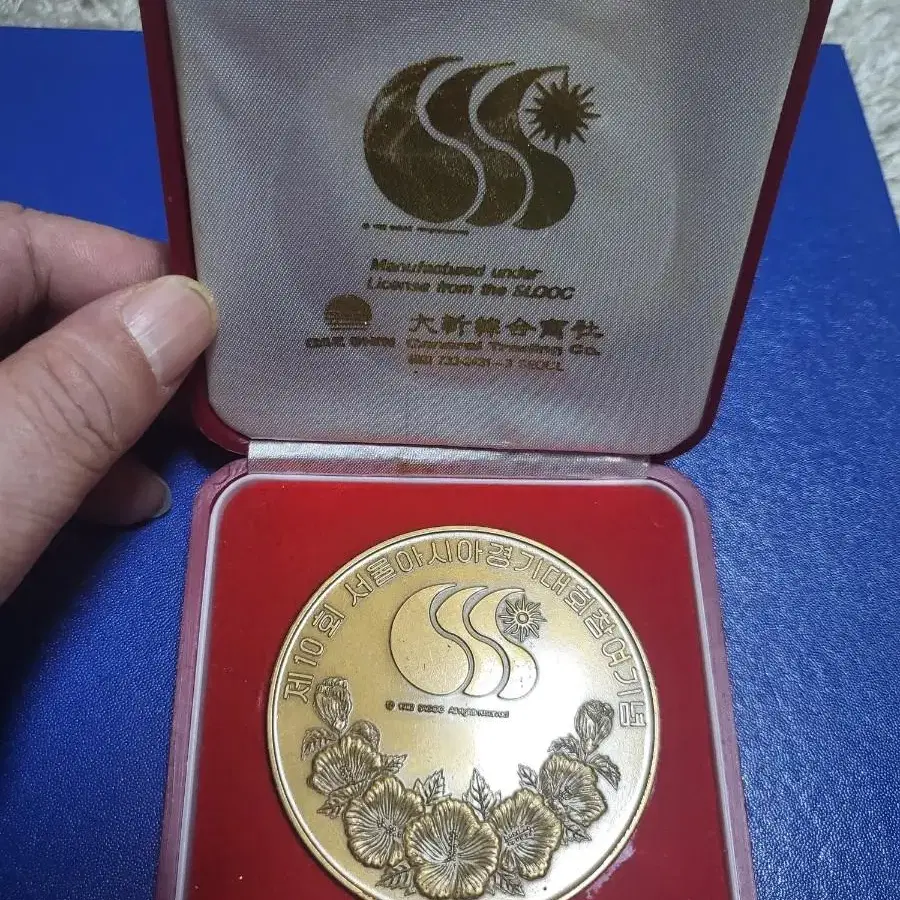 Manufactured under
License from the SLOOC
大新綜合商社
General Trading Co.
SEOUL
제10회 서울아시아경기대회참여기념